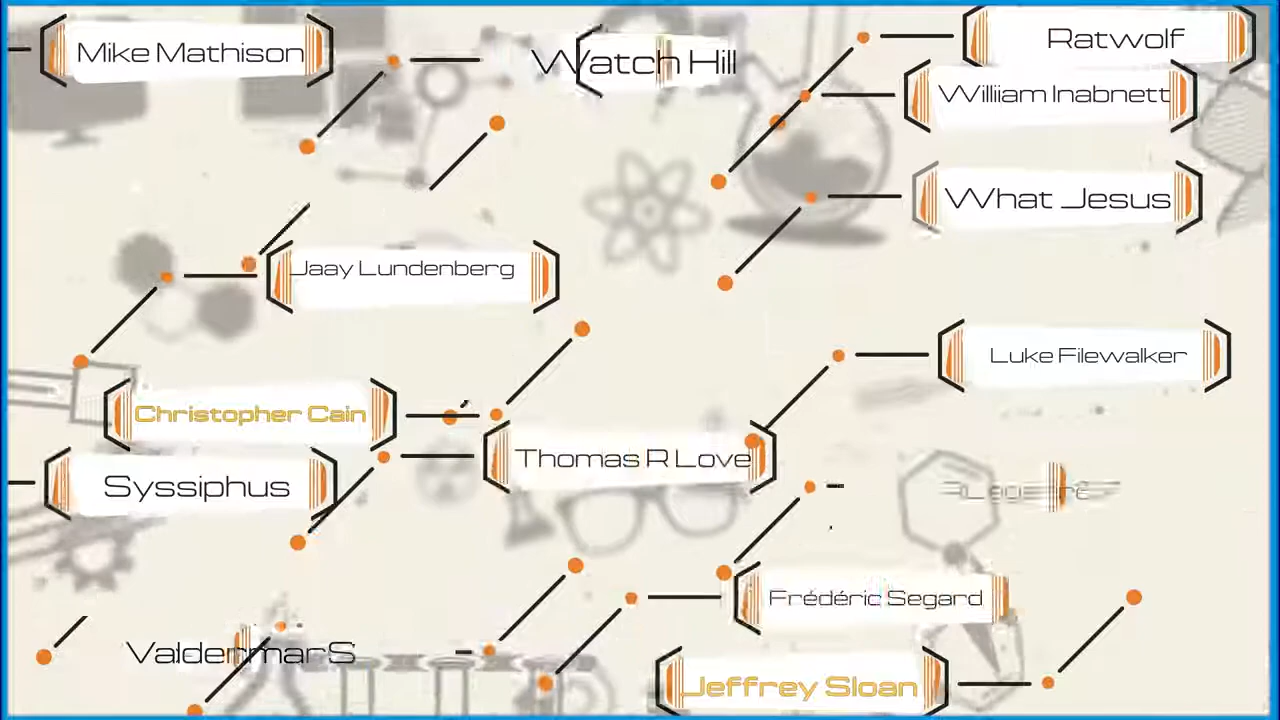 Mike Mathison
Watch Hill
Ratwolf
Williiam Inabnett
What Jesus
Jaay Lundenberg
Luke Filewalker
Christopher Cain
Thomas R Love
Syssiphus
Frédéric Segard
ValdermarS
Jeffrey Sloan